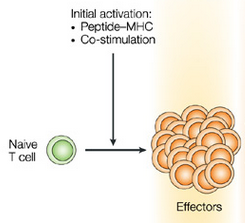 Initial activation:
• Peptide–MHC
• Co-stimulation
Naive
T cell
Effectors